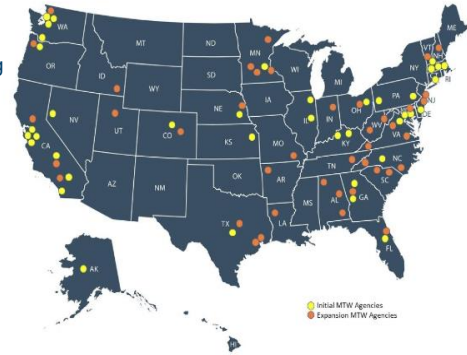 g
WA
OR
CA
NV
ID
MT
WY
UT
AZ
CO
NM
ND
SD
NE
KS
OK
TX
MN
IA
MO
AR
LA
WI
IL
MI
IN
OH
KY
TN
MS
AL
GA
FL
SC
NC
VA
WV
PA
NY
VT
NH
ME
RI
DE
AK
HI
Initial MTW Agencies
Expansion MTW Agencies